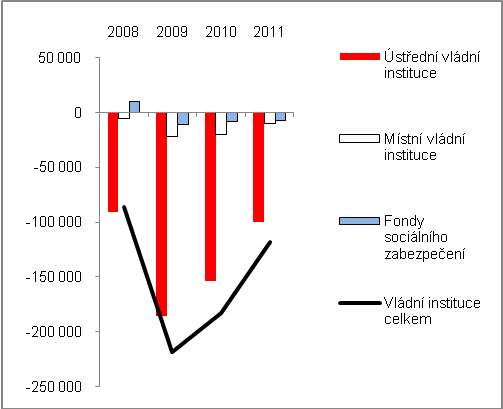 2008 2009 2010 2011
50 000
0
-50 000
-100 000
-150 000
-200 000
-250 000
Ústřední vládní
instituce
Místní vládní
instituce
Fondy
sociálního
zabezpečení
Vládní instituce
celkem